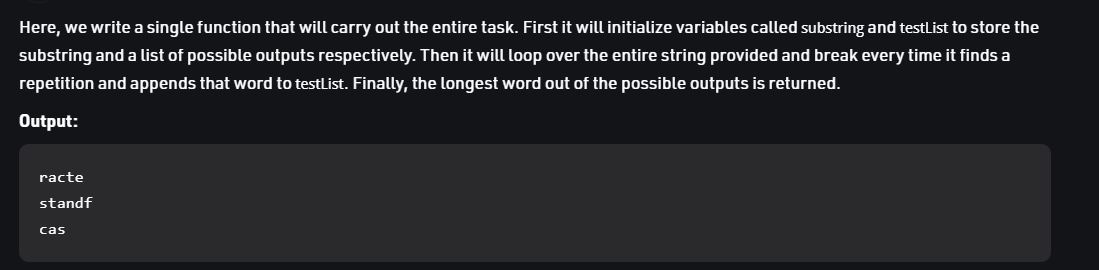 Here, we write a single function that will carry out the entire task. First it will initialize variables called substring and testList to store the
substring and a list of possible outputs respectively. Then it will loop over the entire string provided and break every time it finds a
repetition and appends that word to testList. Finally, the longest word out of the possible outputs is returned.
Output:
racte
standf
cas